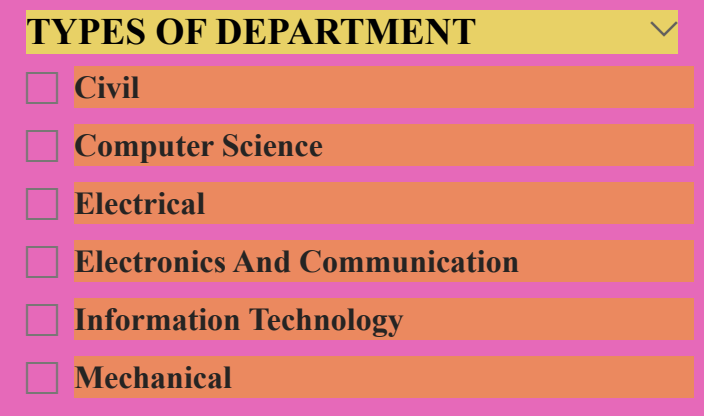 TYPES OF DEPARTMENT
Civil
Computer Science
Electrical
Electronics And Communication
Information Technology
Mechanical